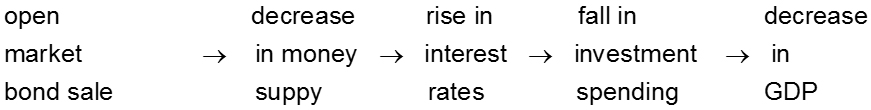 open decrease rise in fall in decrease
market → in money → interest → investment → in
bond sale suppy rates spending GDP